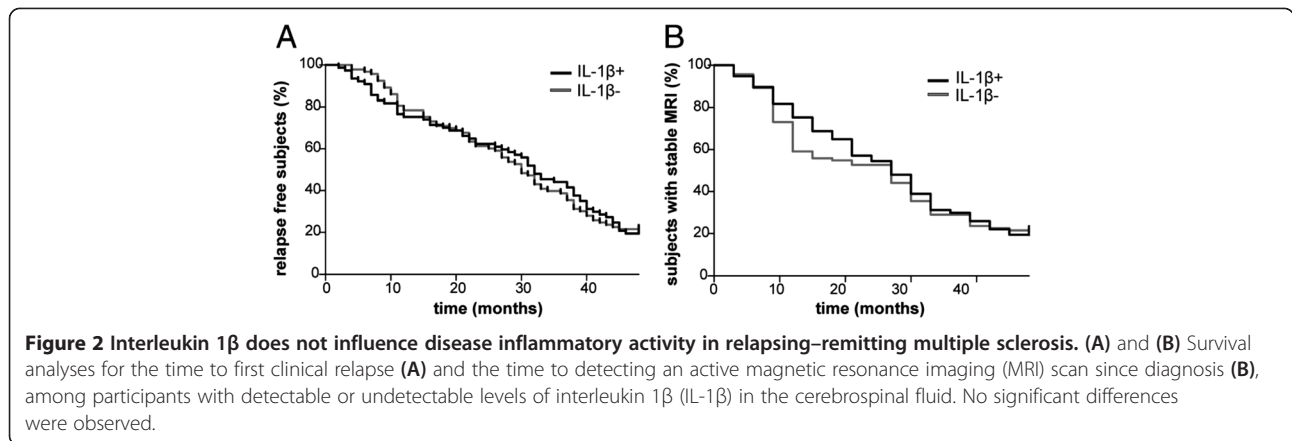 A
B
relapse free subjects (%)
100
80
60
40
20
0
0 10 20 30 40
time (months)
IL-1β+
IL-1β-
subjects with stable MRI (%)
100
80
60
40
20
0
0 10 20 30 40
time (months)
IL-1β+
IL-1β-
Figure 2 Interleukin 1β does not influence disease inflammatory activity in relapsing–remitting multiple sclerosis. (A) and (B) Survival
analyses for the time to first clinical relapse (A) and the time to detecting an active magnetic resonance imaging (MRI) scan since diagnosis (B),
among participants with detectable or undetectable levels of interleukin 1β (IL-1β) in the cerebrospinal fluid. No significant differences
were observed.